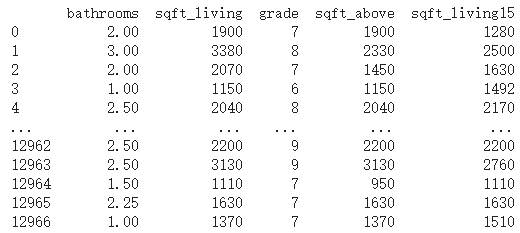 bathrooms sqft_living grade sqft_above sqft_living15
0 2.00 1900 7 1900 1280
1 3.00 3380 8 2330 2500
2 2.00 2070 7 1450 1630
3 1.00 1150 6 1150 1492
4 2.50 2040 8 2040 2170
... ... ... ... ... ...
12962 2.50 2200 9 2200 2200
12963 2.50 3130 9 3130 2760
12964 1.50 1110 7 950 1110
12965 2.25 1630 7 1630 1630
12966 1.00 1370 7 1370 1510